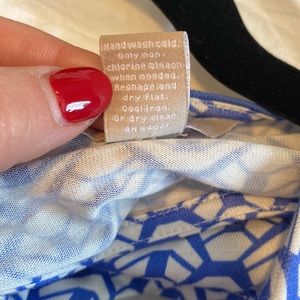 Hand wash cold.
Only non-
chlorine bleach
when needed.
Reshape and
dry flat.
Cool iron.
Or dry clean.
RN 54027